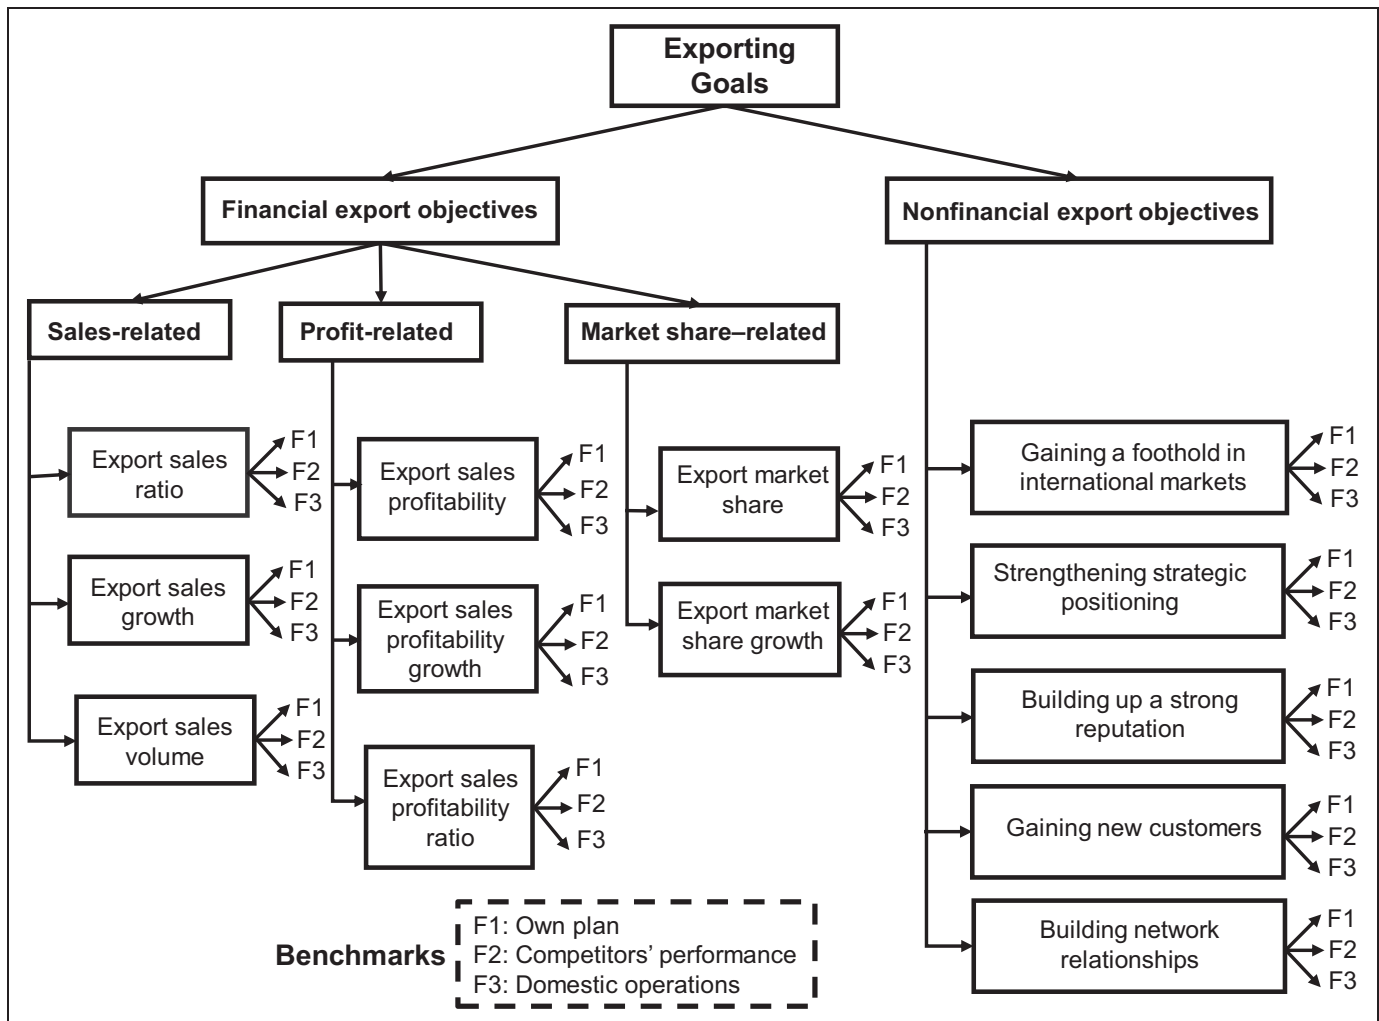 Exporting
Goals
Financial export objectives
Nonfinancial export objectives
Sales-related
Profit-related
Market share–related
Export sales
ratio
F1
F2
F3
Export sales
growth
F1
F2
F3
Export sales
volume
F1
F2
F3
Export sales
profitability
F1
F2
F3
Export sales
profitability
growth
F1
F2
F3
Export sales
profitability
ratio
F1
F2
F3
Export market
share
F1
F2
F3
Export market
share growth
F1
F2
F3
Gaining a foothold in
international markets
F1
F2
F3
Strengthening strategic
positioning
F1
F2
F3
Building up a strong
reputation
F1
F2
F3
Gaining new customers
F1
F2
F3
Building network
relationships
F1
F2
F3
Benchmarks
F1: Own plan
F2: Competitors’ performance
F3: Domestic operations